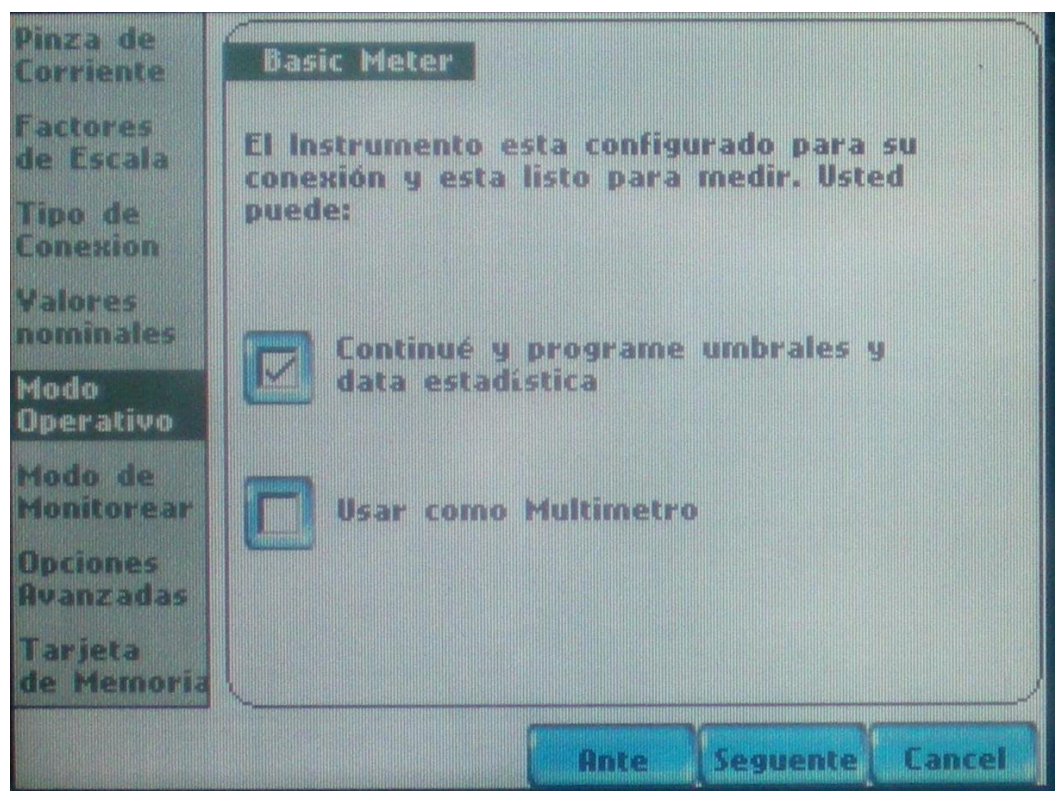 Pinza de
Corriente
Factores
de Escala
Tipo de
Conexion
Valores
nominales
Modo
Operativo
Modo de
Monitorear
Opciones
Avanzadas
Tarjeta
de Memoria
Basic Meter
El Instrumento esta configurado para su
conexión y esta listo para medir. Usted
puede:
Continué y programe umbrales y
data estadística
Usar como Multimetro
Ante
Seguente
Cancel